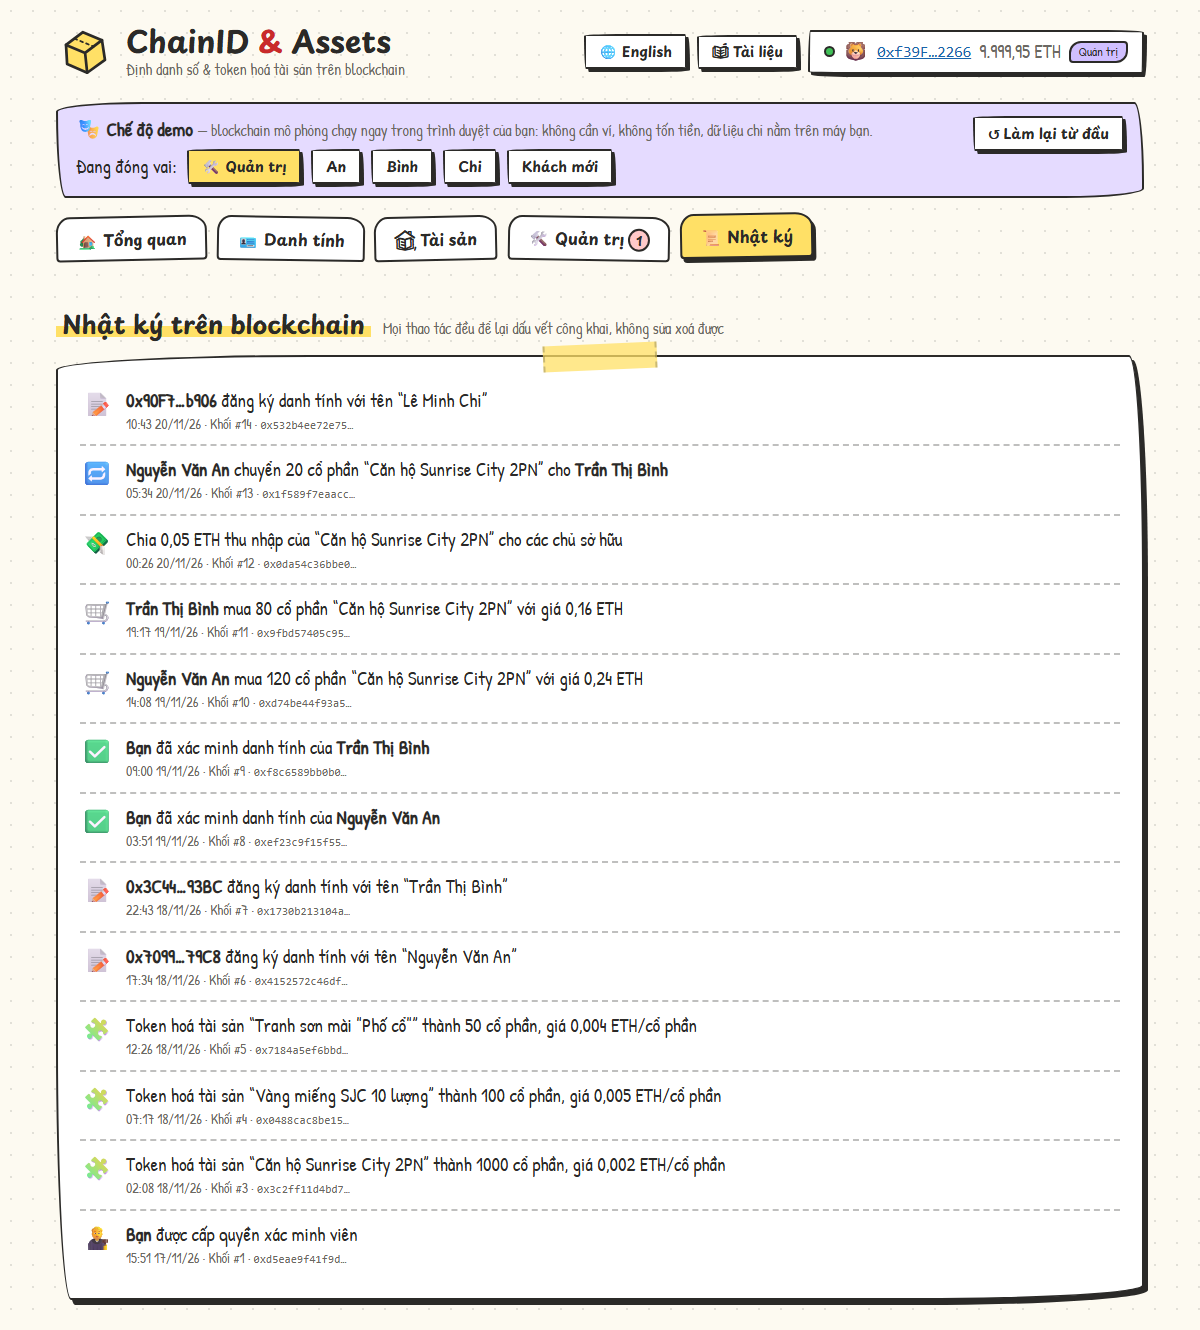 ChainID & Assets
Định danh số & token hoá tài sản trên blockchain
English
Tài liệu
0xf39F…2266 9.999,95 ETH Quản trị
Chế độ demo — blockchain mô phỏng chạy ngay trong trình duyệt của bạn: không cần ví, không tốn tiền, dữ liệu chỉ nằm trên máy bạn.
↺ Làm lại từ đầu
Đang đóng vai: Quản trị An Bình Chi Khách mới
Tổng quan Danh tính Tài sản Quản trị 1 Nhật ký
Nhật ký trên blockchain Mọi thao tác đều để lại dấu vết công khai, không sửa xoá được
0x90F7…b906 đăng ký danh tính với tên “Lê Minh Chi”
10:43 20/11/26 · Khối #14 · 0x532b4ee72e75…
Nguyễn Văn An chuyển 20 cổ phần “Căn hộ Sunrise City 2PN” cho Trần Thị Bình
05:34 20/11/26 · Khối #13 · 0x1f589f7eaacc…
Chia 0,05 ETH thu nhập của “Căn hộ Sunrise City 2PN” cho các chủ sở hữu
00:26 20/11/26 · Khối #12 · 0x0da54c36bbe0…
Trần Thị Bình mua 80 cổ phần “Căn hộ Sunrise City 2PN” với giá 0,16 ETH
19:17 19/11/26 · Khối #11 · 0x9fbd57405c95…
Nguyễn Văn An mua 120 cổ phần “Căn hộ Sunrise City 2PN” với giá 0,24 ETH
14:08 19/11/26 · Khối #10 · 0xd74be44f93a5…
Bạn đã xác minh danh tính của Trần Thị Bình
09:00 19/11/26 · Khối #9 · 0xf8c6589bb0b0…
Bạn đã xác minh danh tính của Nguyễn Văn An
03:51 19/11/26 · Khối #8 · 0xef23c9f15f55…
0x3C44…93BC đăng ký danh tính với tên “Trần Thị Bình”
22:43 18/11/26 · Khối #7 · 0x1730b213104a…
0x7099…79C8 đăng ký danh tính với tên “Nguyễn Văn An”
17:34 18/11/26 · Khối #6 · 0x4152572c46df…
Token hoá tài sản “Tranh sơn mài "Phố cổ"” thành 50 cổ phần, giá 0,004 ETH/cổ phần
12:26 18/11/26 · Khối #5 · 0x7184a5ef6bbd…
Token hoá tài sản “Vàng miếng SJC 10 lượng” thành 100 cổ phần, giá 0,005 ETH/cổ phần
07:17 18/11/26 · Khối #4 · 0x0488cac8be15…
Token hoá tài sản “Căn hộ Sunrise City 2PN” thành 1000 cổ phần, giá 0,002 ETH/cổ phần
02:08 18/11/26 · Khối #3 · 0x3c2ff11d4bd7…
Bạn được cấp quyền xác minh viên
15:51 17/11/26 · Khối #1 · 0xd5eae9f41f9d…